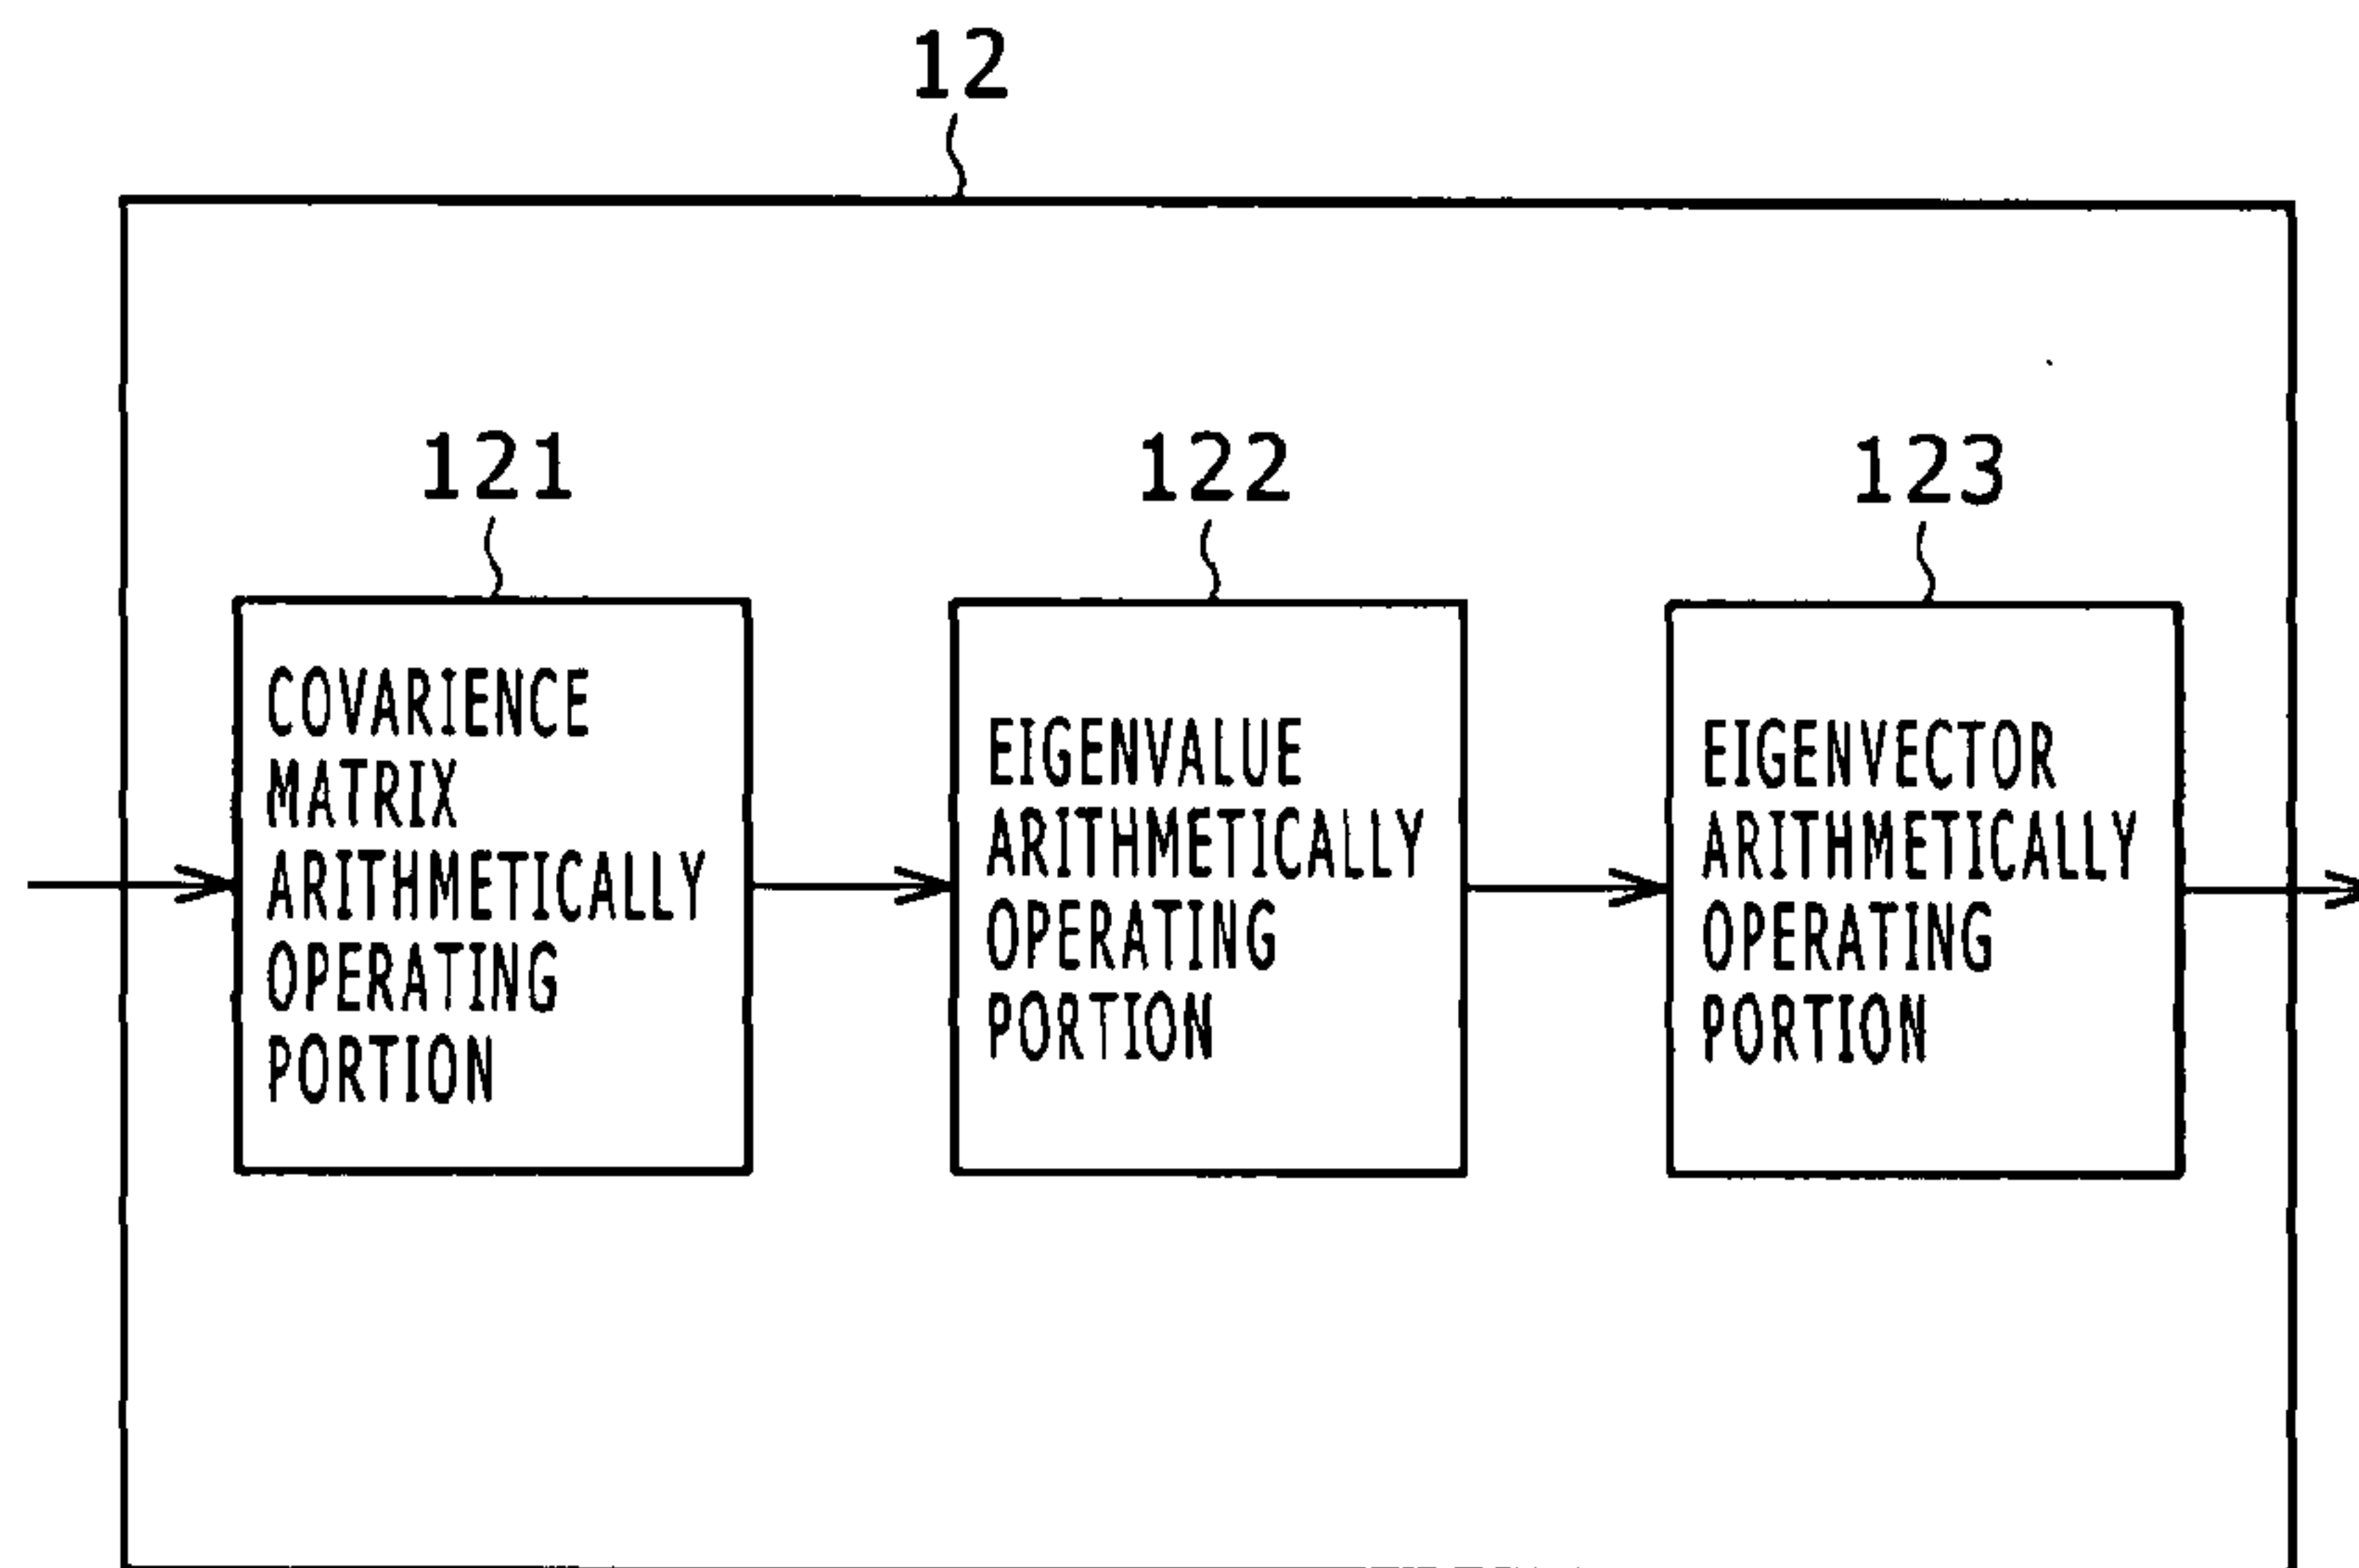 12
121
COVARIENCE
MATRIX
ARITHMETICALLY
OPERATING
PORTION
122
EIGENVALUE
ARITHMETICALLY
OPERATING
PORTION
123
EIGENVECTOR
ARITHMETICALLY
OPERATING
PORTION